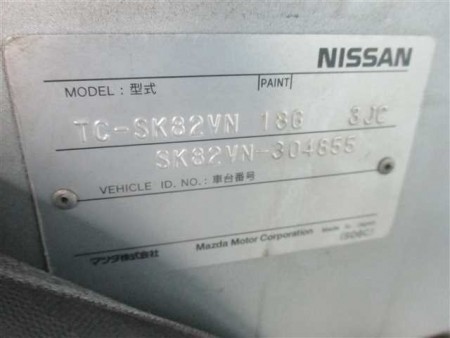 NISSAN
MODEL: 型式 PAINT
TC-SK82VN 18G 3JC
SK82VN-304855
VEHICLE ID. NO.: 車台番号
マツダ株式会社 Mazda Motor Corporation Made in Japan
(S08C)